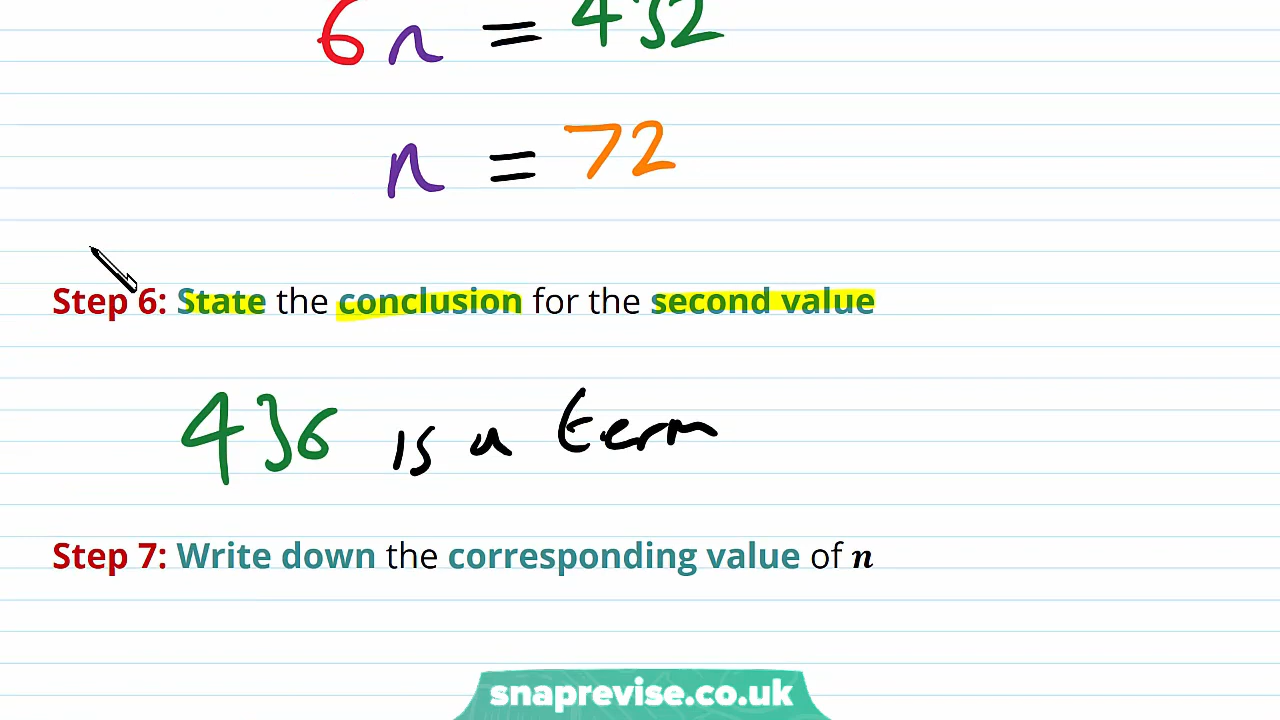 6n = 432
n = 72
Step 6: State the conclusion for the second value
436 is a term
Step 7: Write down the corresponding value of n
snaprevise.co.uk